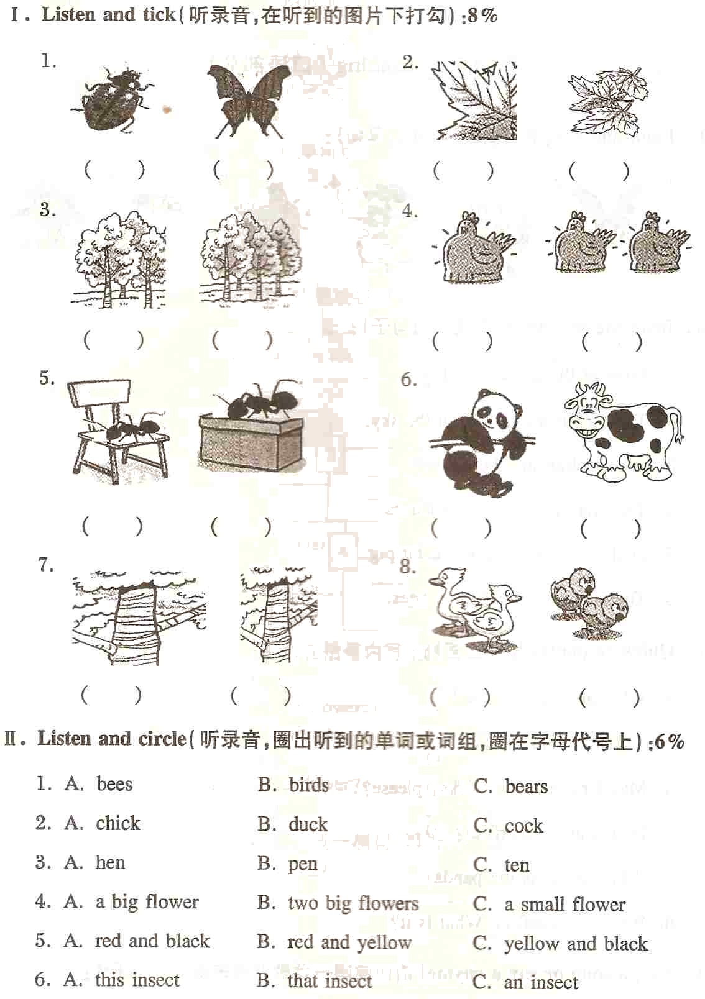 Ⅰ. Listen and tick(听录音,在听到的图片下打勾):8%
1. 2.
( ) ( ) ( ) ( )
3. 4.
( ) ( ) ( ) ( )
5. 6.
( ) ( ) ( ) ( )
7. 8.
( ) ( ) ( ) ( )
Ⅱ. Listen and circle(听录音,圈出听到的单词或词组,圈在字母代号上):6%
1. A. bees B. birds C. bears
2. A. chick B. duck C. cock
3. A. hen B. pen C. ten
4. A. a big flower B. two big flowers C. a small flower
5. A. red and black B. red and yellow C. yellow and black
6. A. this insect B. that insect C. an insect